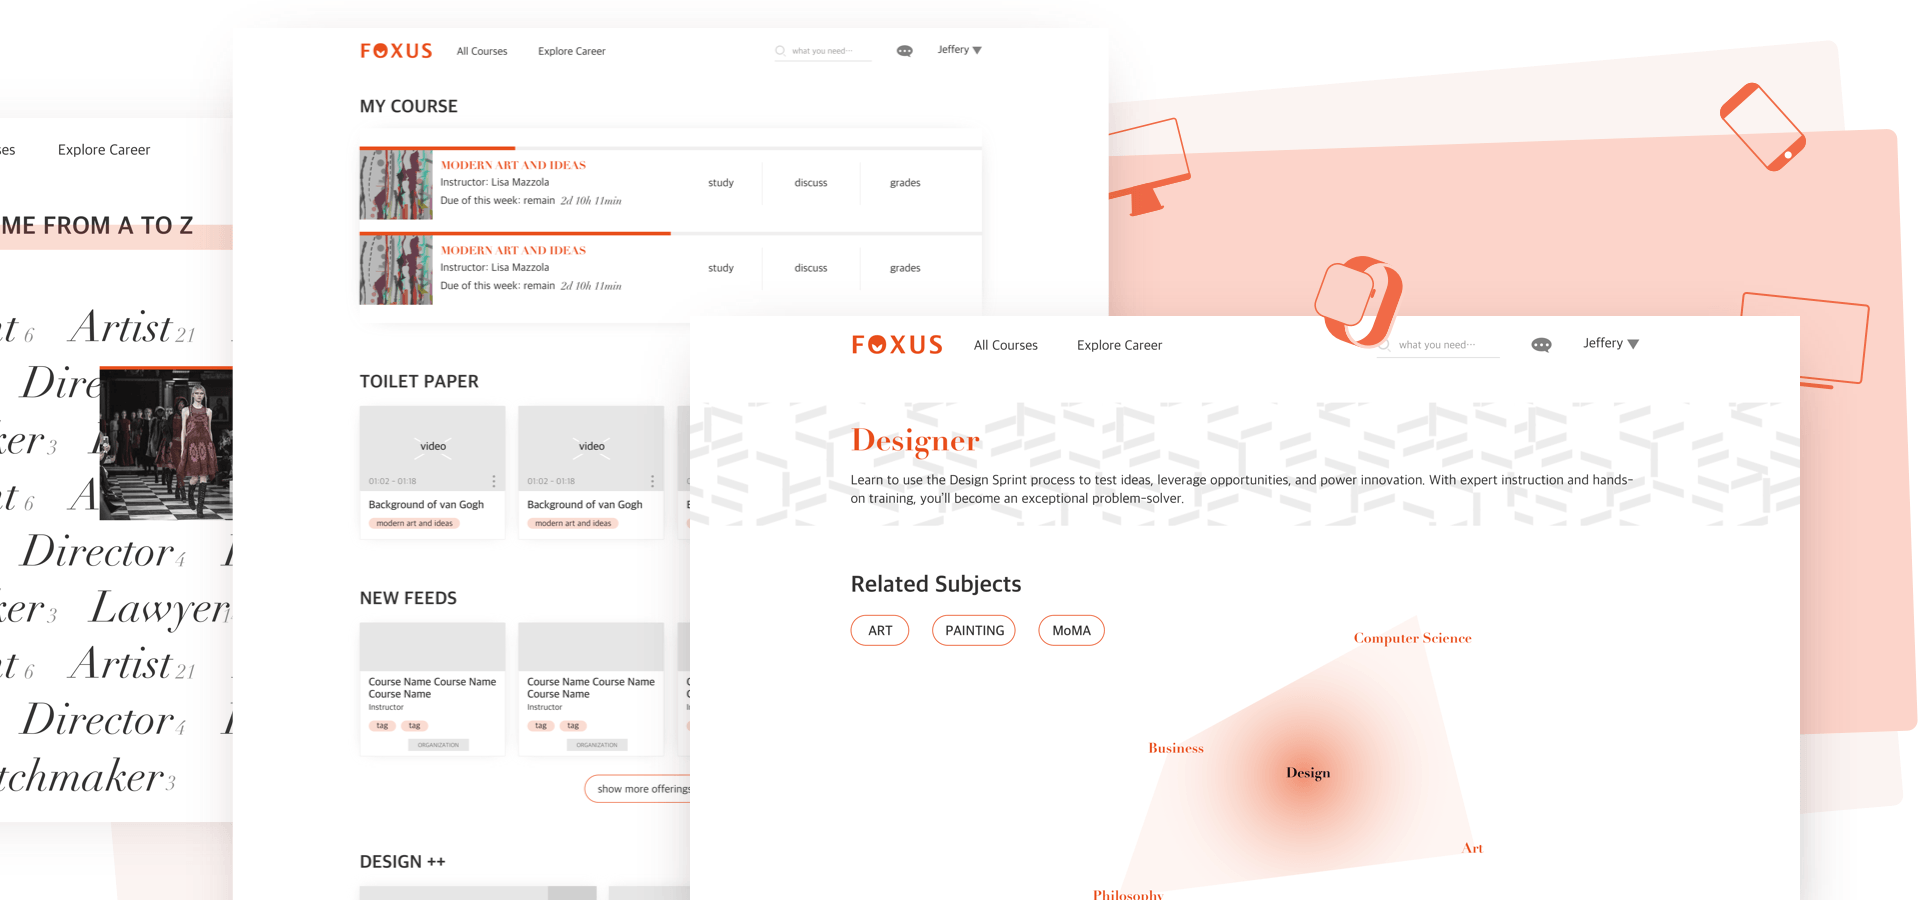 Explore Career
ME FROM A TO Z
6
Artist 21
3
6
A
Director 4
3
Lawyer
6
Artist 21
Director 4
tchmaker 3
FOXUS
All Courses
Explore Career
what you need···
Jeffery
MY COURSE
MODERN ART AND IDEAS
Instructor: Lisa Mazzola
Due of this week: remain 2d 10h 11min
study
discuss
grades
MODERN ART AND IDEAS
Instructor: Lisa Mazzola
Due of this week: remain 2d 10h 11min
study
discuss
grades
TOILET PAPER
video
01:02 - 01:18
Background of van Gogh
modern art and ideas
video
01:02 - 01:18
Background of van Gogh
modern art and ideas
NEW FEEDS
Course Name Course Name
Course Name
Instructor
tag
tag
ORGANIZATION
Course Name Course Name
Course Name
Instructor
tag
tag
ORGANIZATION
show more offerings
DESIGN ++
FOXUS
All Courses
Explore Career
what you need···
Jeffery
Designer
Learn to use the Design Sprint process to test ideas, leverage opportunities, and power innovation. With expert instruction and hands-
on training, you'll become an exceptional problem-solver.
Related Subjects
ART
PAINTING
MoMA
Computer Science
Business
Design
Art
Philosophy